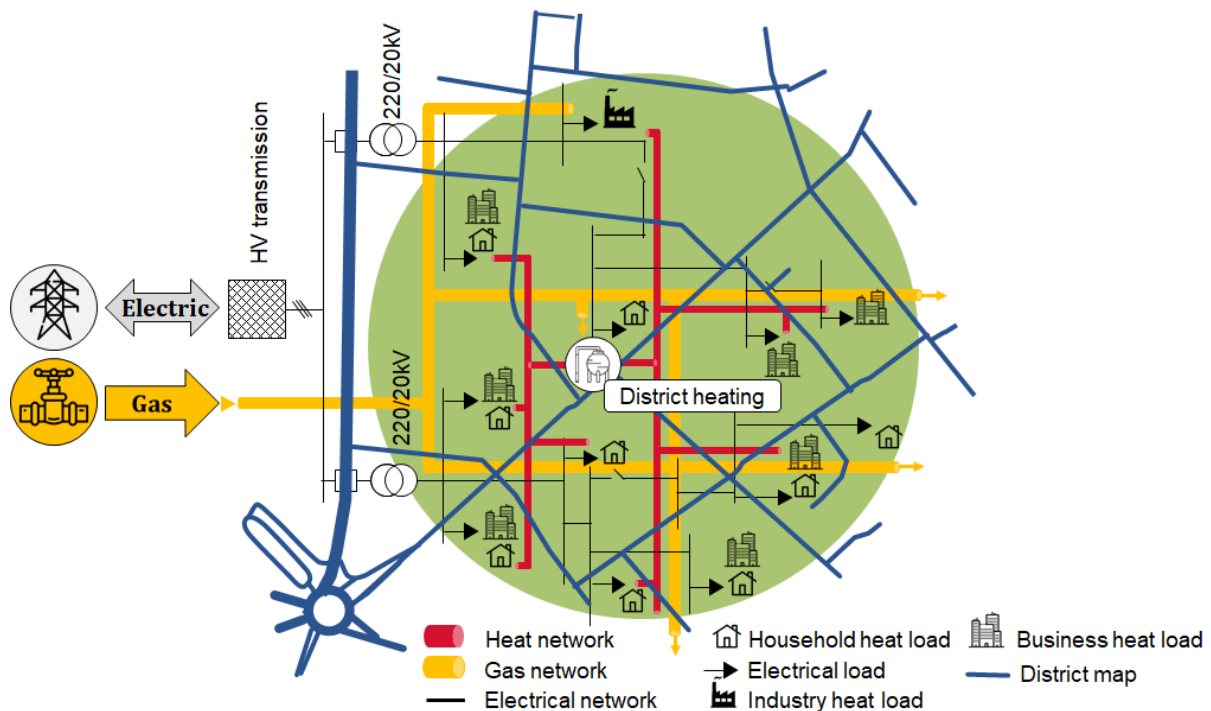 220/20kV
HV transmission
Electric
Gas
District heating
220/20kV
Heat network
Household heat load
Business heat load
Gas network
Electrical load
District map
Electrical network
Industry heat load